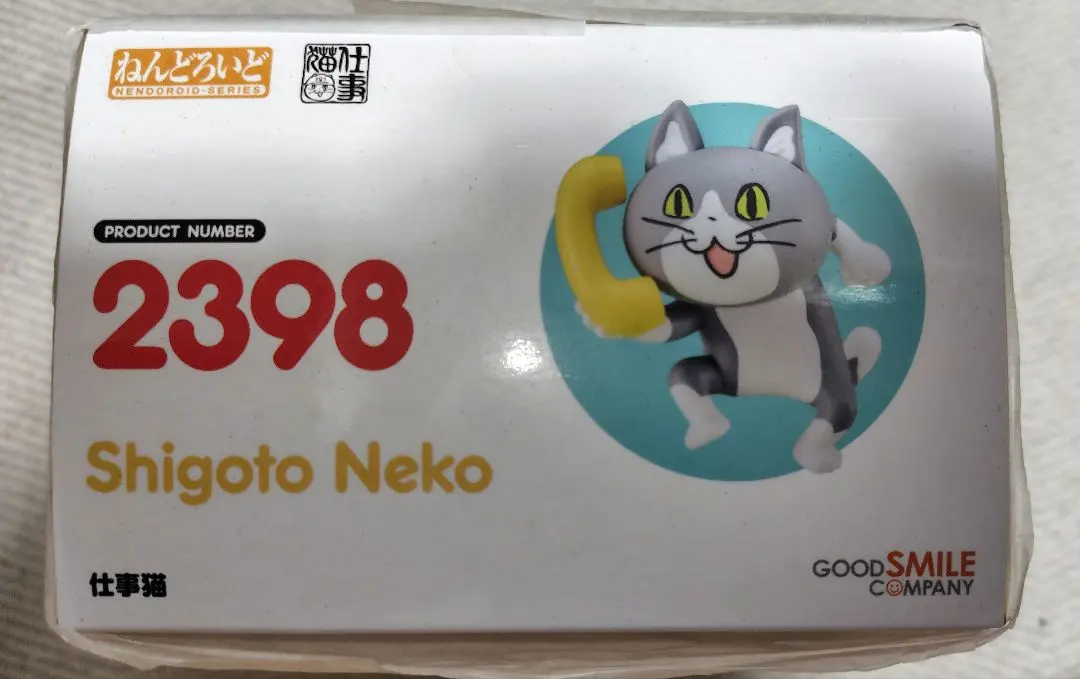 ねんどろいど
NENDOROID·SERIES
仕事猫
PRODUCT NUMBER
2398
Shigoto Neko
仕事猫
GOOD SMILE
COMPANY